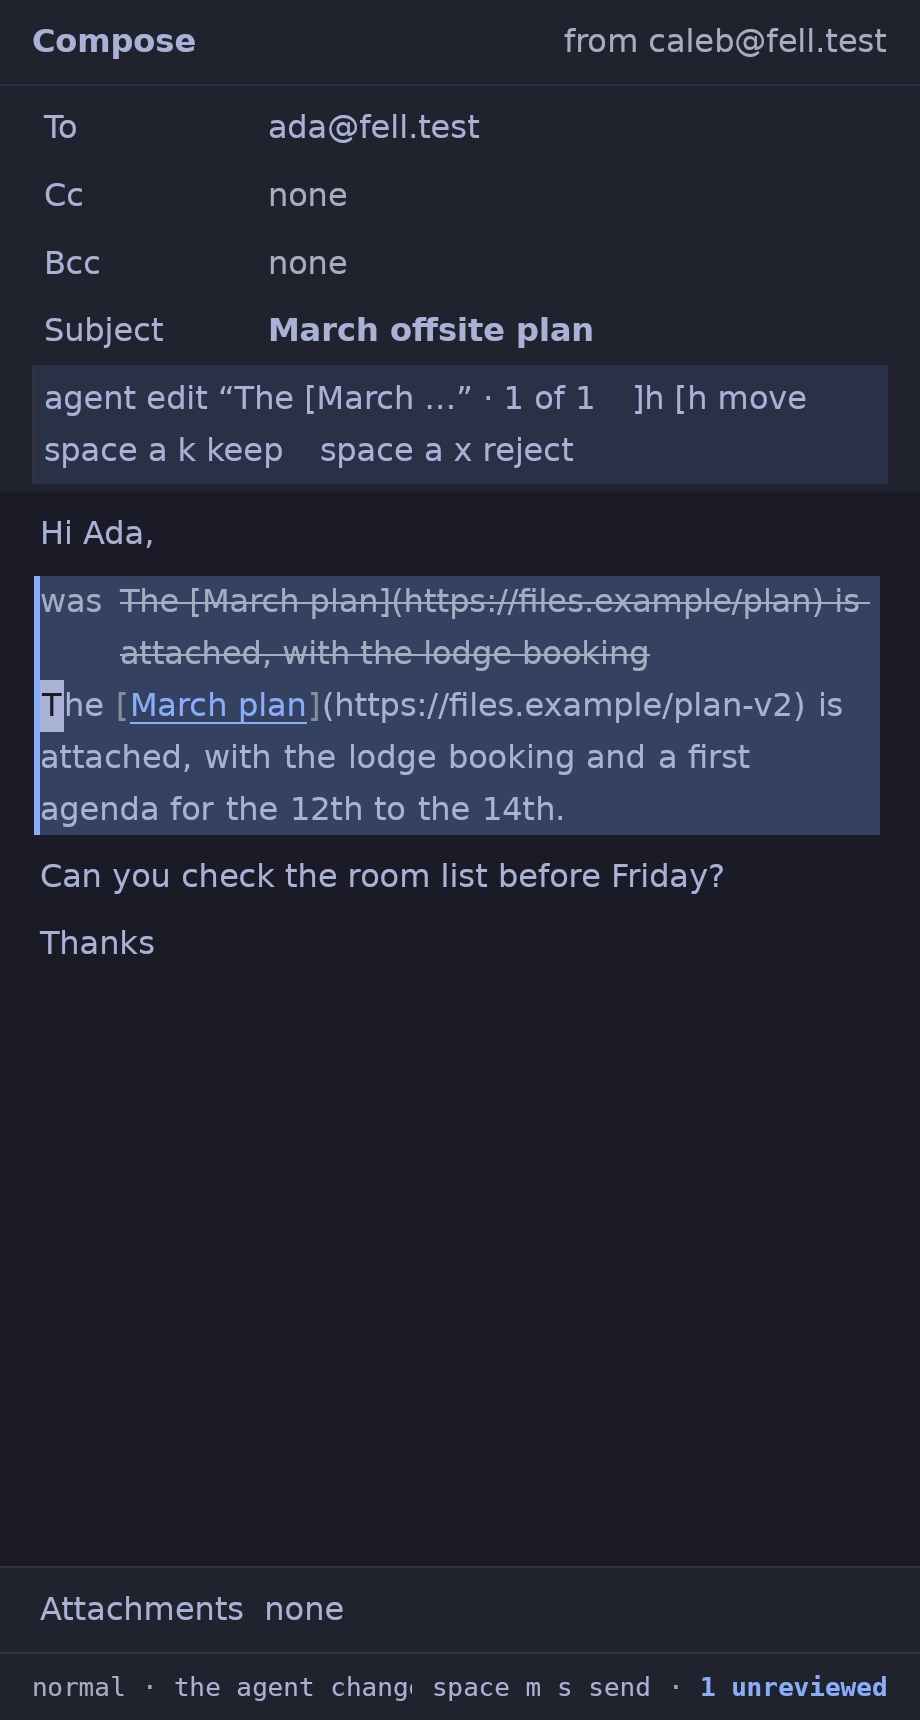 Compose from caleb@fell.test
To ada@fell.test
Cc none
Bcc none
Subject March offsite plan
agent edit “The [March …” · 1 of 1 ]h [h move
space a k keep space a x reject
Hi Ada,
was The [March plan](https://files.example/plan) is
attached, with the lodge booking
The [March plan](https://files.example/plan-v2) is
attached, with the lodge booking and a first
agenda for the 12th to the 14th.
Can you check the room list before Friday?
Thanks
Attachments none
normal · the agent chang space m s send · 1 unreviewed